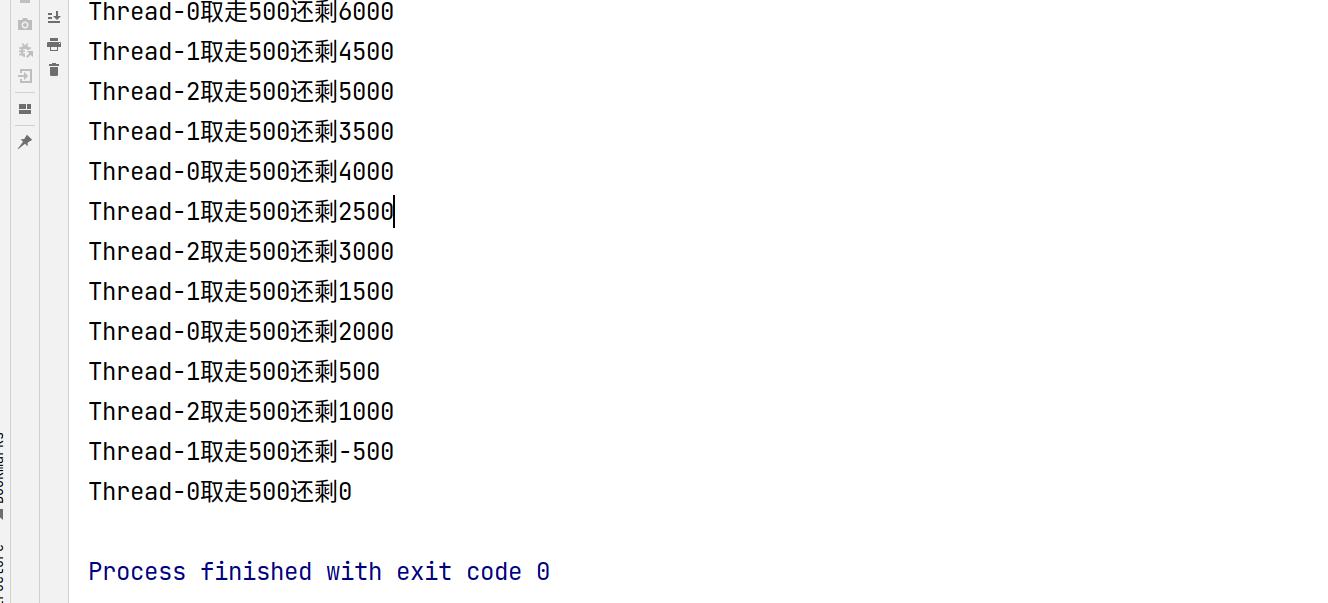 Thread-0取走500还剩6000
Thread-1取走500还剩4500
Thread-2取走500还剩5000
Thread-1取走500还剩3500
Thread-0取走500还剩4000
Thread-1取走500还剩2500
Thread-2取走500还剩3000
Thread-1取走500还剩1500
Thread-0取走500还剩2000
Thread-1取走500还剩500
Thread-2取走500还剩1000
Thread-1取走500还剩-500
Thread-0取走500还剩0
Process finished with exit code 0